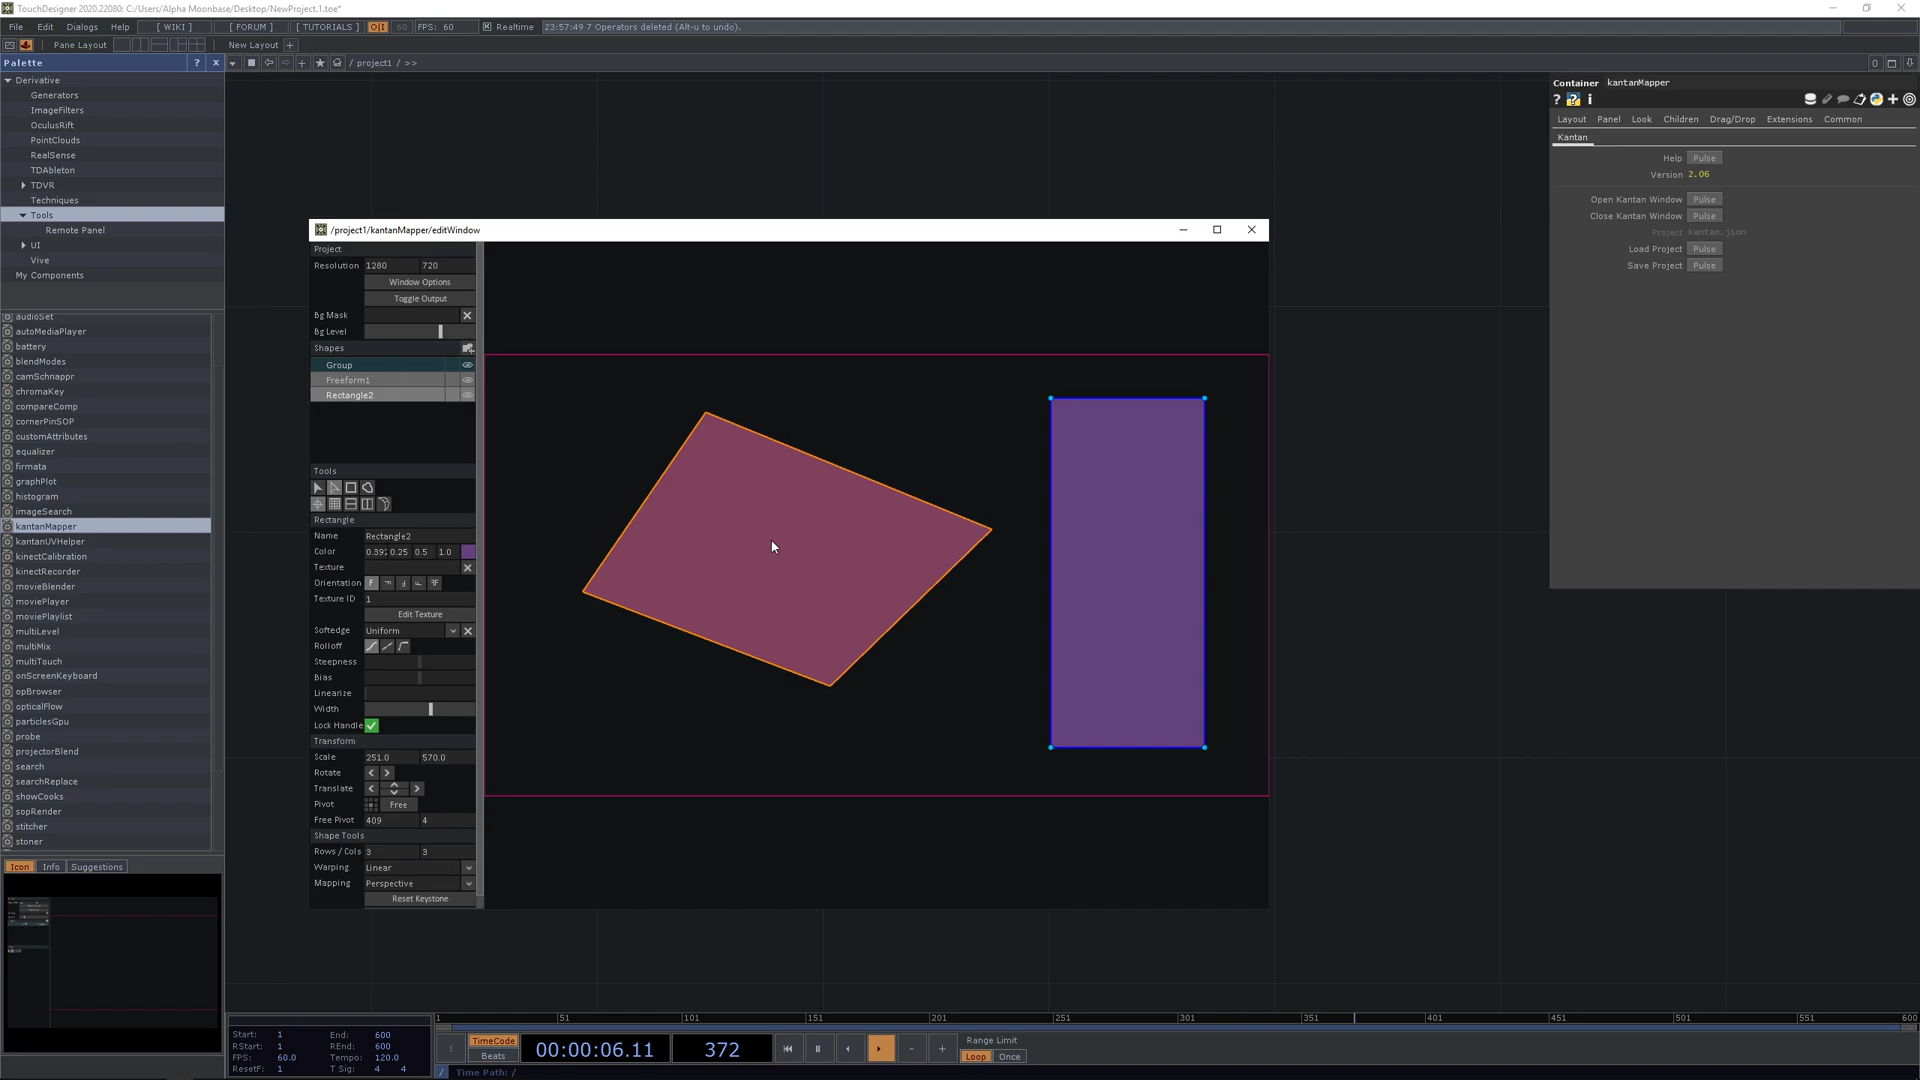 TouchDesigner 2020.22080: C:/Users/Alpha Moonbase/Desktop/NewProject.1.toe*
File Edit Dialogs Help [ WIKI ] [ FORUM ] [ TUTORIALS ] O|I 60 FPS: 60 Realtime 23:57:49 7 Operators deleted (Alt-u to undo).
Pane Layout New Layout +
Palette ? x
/ project1 / >>
0
Derivative
Generators
ImageFilters
OculusRift
PointClouds
RealSense
TDAbleton
TDVR
Techniques
Tools
Remote Panel
UI
Vive
My Components
audioSet
autoMediaPlayer
battery
blendModes
camSchnappr
chromaKey
compareComp
cornerPinSOP
customAttributes
equalizer
firmata
graphPlot
histogram
imageSearch
kantanMapper
kantanUVHelper
kinectCalibration
kinectRecorder
movieBlender
moviePlayer
moviePlaylist
multiLevel
multiMix
multiTouch
onScreenKeyboard
opBrowser
opticalFlow
particlesGpu
probe
projectorBlend
search
searchReplace
showCooks
sopRender
stitcher
stoner
Icon Info Suggestions
/project1/kantanMapper/editWindow
Project
Resolution 1280 720
Window Options
Toggle Output
Bg Mask
Bg Level
Shapes
Group
Freeform1
Rectangle2
Tools
Rectangle
Name Rectangle2
Color 0.392 0.25 0.5 1.0
Texture
Orientation
Texture ID 1
Edit Texture
Softedge Uniform
Rolloff
Steepness
Bias
Linearize
Width
Lock Handle
Transform
Scale 251.0 570.0
Rotate < >
Translate < >
Pivot Free
Free Pivot 409 4
Shape Tools
Rows / Cols 3 3
Warping Linear
Mapping Perspective
Reset Keystone
Container kantanMapper
? ? i
Layout Panel Look Children Drag/Drop Extensions Common
Kantan
Help Pulse
Version 2.06
Open Kantan Window Pulse
Close Kantan Window Pulse
Project kantan.json
Load Project Pulse
Save Project Pulse
1 51 101 151 201 251 301 351 401 451 501 551 600
Start: 1 End: 600
RStart: 1 REnd: 600
FPS: 60.0 Tempo: 120.0
ResetF: 1 T Sig: 4 4
TimeCode
Beats
00:00:06.11
372
- +
Range Limit
Loop Once
/ Time Path: /